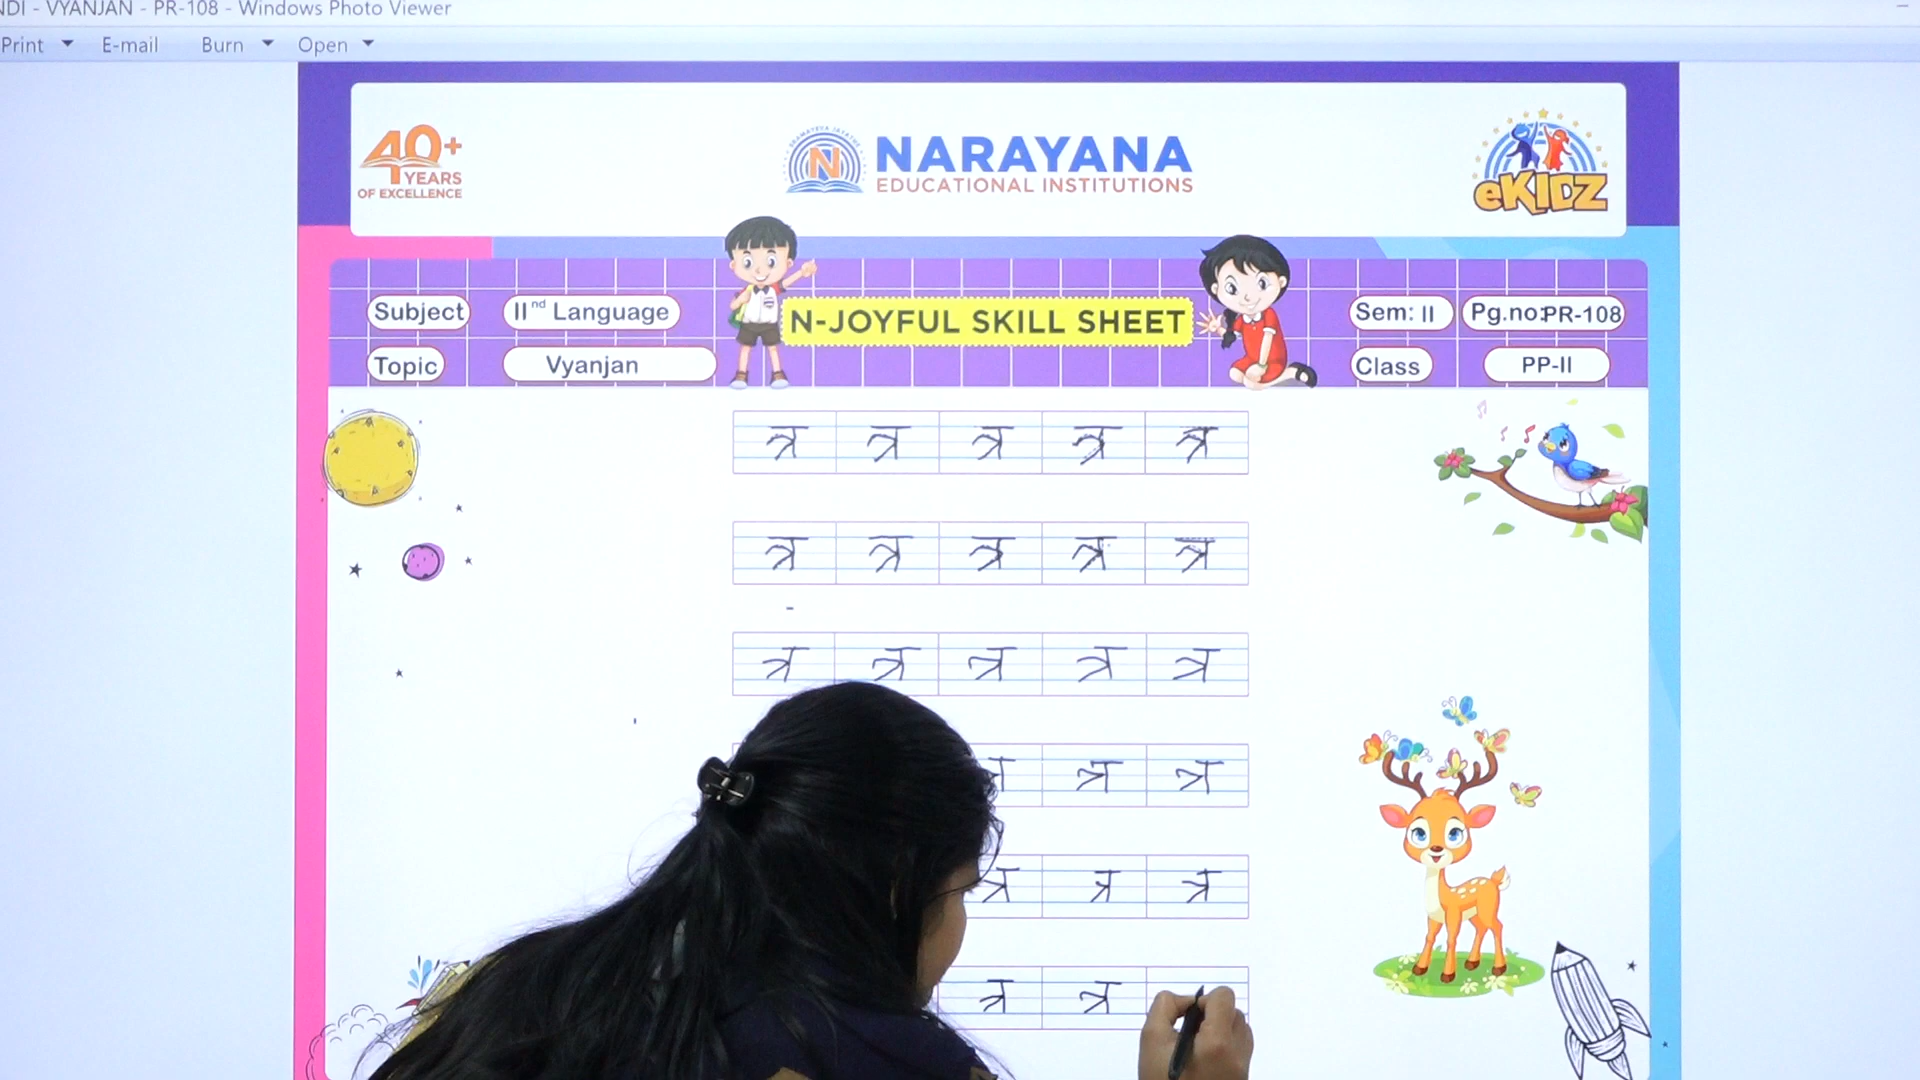 NDI - VYANJAN - PR-108 - Windows Photo Viewer
Print E-mail Burn Open
40+
YEARS
OF EXCELLENCE
N
NARAYANA
EDUCATIONAL INSTITUTIONS
eKIDZ
Subject IInd Language N-JOYFUL SKILL SHEET Sem: II Pg.no:PR-108
Topic Vyanjan Class PP-II
त्र त्र त्र त्र त्र
त्र त्र त्र त्र त्र
त्र त्र त्र त्र त्र
त्र त्र त्र
त्र त्र त्र
त्र त्र